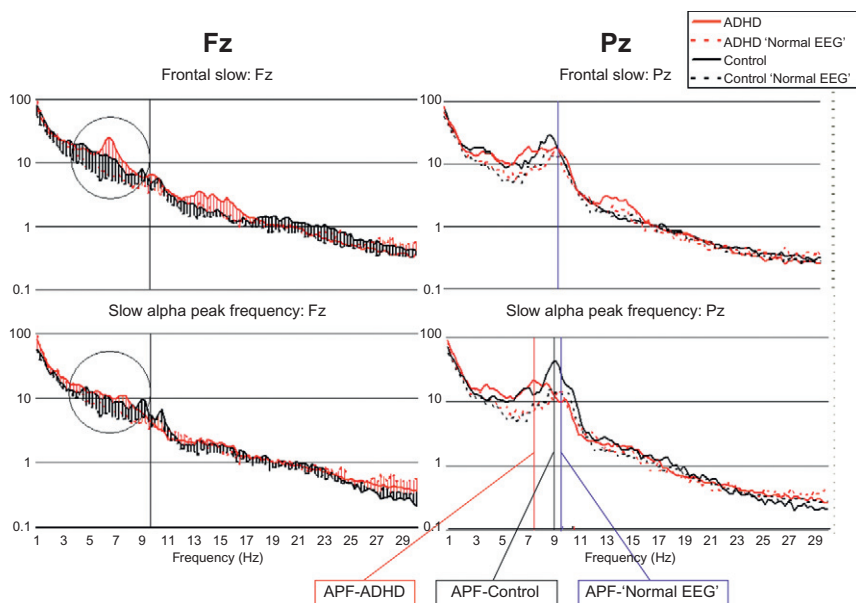 Fz
Pz
ADHD
ADHD ‘Normal EEG’
Control
Control ‘Normal EEG’
Frontal slow: Fz
Frontal slow: Pz
100
10
1
0.1
100
10
1
0.1
Slow alpha peak frequency: Fz
Slow alpha peak frequency: Pz
100
10
1
0.1
100
10
1
0.1
1 3 5 7 9 11 13 15 17 19 21 23 25 27 29
1 3 5 7 9 11 13 15 17 19 21 23 25 27 29
Frequency (Hz)
Frequency (Hz)
APF-ADHD
APF-Control
APF-‘Normal EEG’